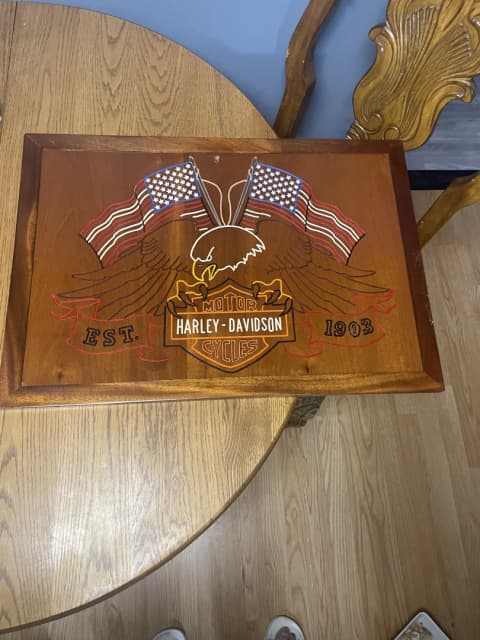 MOTOR
HARLEY-DAVIDSON
CYCLES
EST. 1903